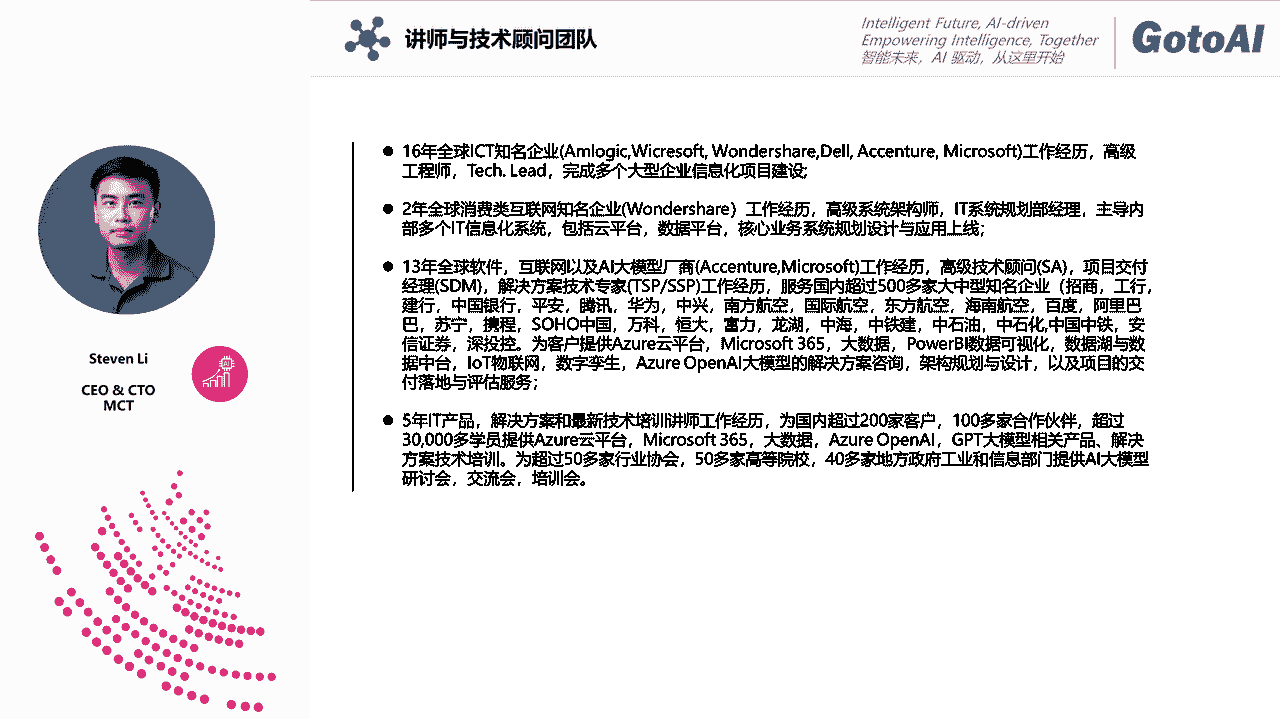 讲师与技术顾问团队
Intelligent Future, AI-driven
Empowering Intelligence, Together
智能未来，AI 驱动，从这里开始
GotoAI
Steven Li
CEO & CTO
MCT
● 16年全球ICT知名企业(Amlogic,Wicresoft, Wondershare,Dell, Accenture, Microsoft)工作经历，高级
工程师，Tech. Lead，完成多个大型企业信息化项目建设;
● 2年全球消费类互联网知名企业(Wondershare）工作经历，高级系统架构师，IT系统规划部经理，主导内
部多个IT信息化系统，包括云平台，数据平台，核心业务系统规划设计与应用上线；
● 13年全球软件，互联网以及AI大模型厂商(Accenture,Microsoft)工作经历，高级技术顾问(SA)，项目交付
经理(SDM)，解决方案技术专家(TSP/SSP)工作经历，服务国内超过500多家大中型知名企业（招商，工行，
建行，中国银行，平安，腾讯，华为，中兴，南方航空，国际航空，东方航空，海南航空，百度，阿里巴
巴，苏宁，携程，SOHO中国，万科，恒大，富力，龙湖，中海，中铁建，中石油，中石化,中国中铁，安
信证券，深投控。为客户提供Azure云平台，Microsoft 365，大数据，PowerBI数据可视化，数据湖与数
据中台，IoT物联网，数字孪生，Azure OpenAI大模型的解决方案咨询，架构规划与设计，以及项目的交
付落地与评估服务；
● 5年IT产品，解决方案和最新技术培训讲师工作经历，为国内超过200家客户，100多家合作伙伴，超过
30,000多学员提供Azure云平台，Microsoft 365，大数据，Azure OpenAI，GPT大模型相关产品、解决
方案技术培训。为超过50多家行业协会，50多家高等院校，40多家地方政府工业和信息部门提供AI大模型
研讨会，交流会，培训会。